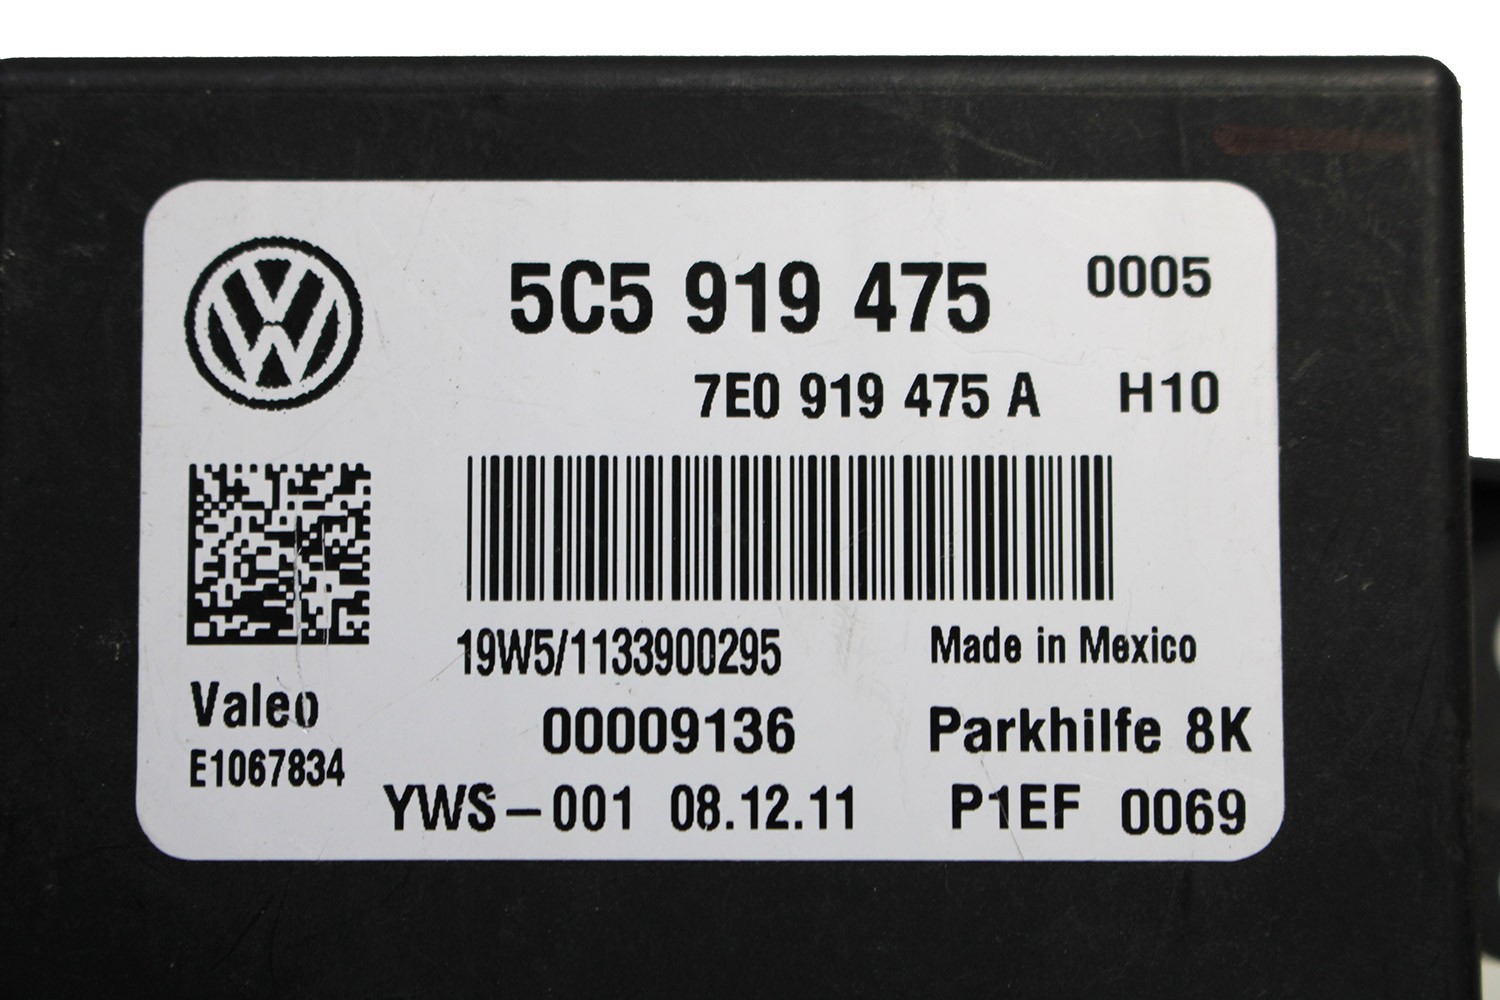 5C5 919 475 0005
7E0 919 475 A H10
19W5/1133900295 Made in Mexico
Valeo 00009136 Parkhilfe 8K
E1067834
YWS-001 08.12.11 P1EF 0069